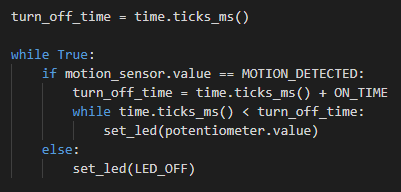 turn_off_time = time.ticks_ms()

while True:
    if motion_sensor.value == MOTION_DETECTED:
        turn_off_time = time.ticks_ms() + ON_TIME
        while time.ticks_ms() < turn_off_time:
            set_led(potentiometer.value)
    else:
        set_led(LED_OFF)